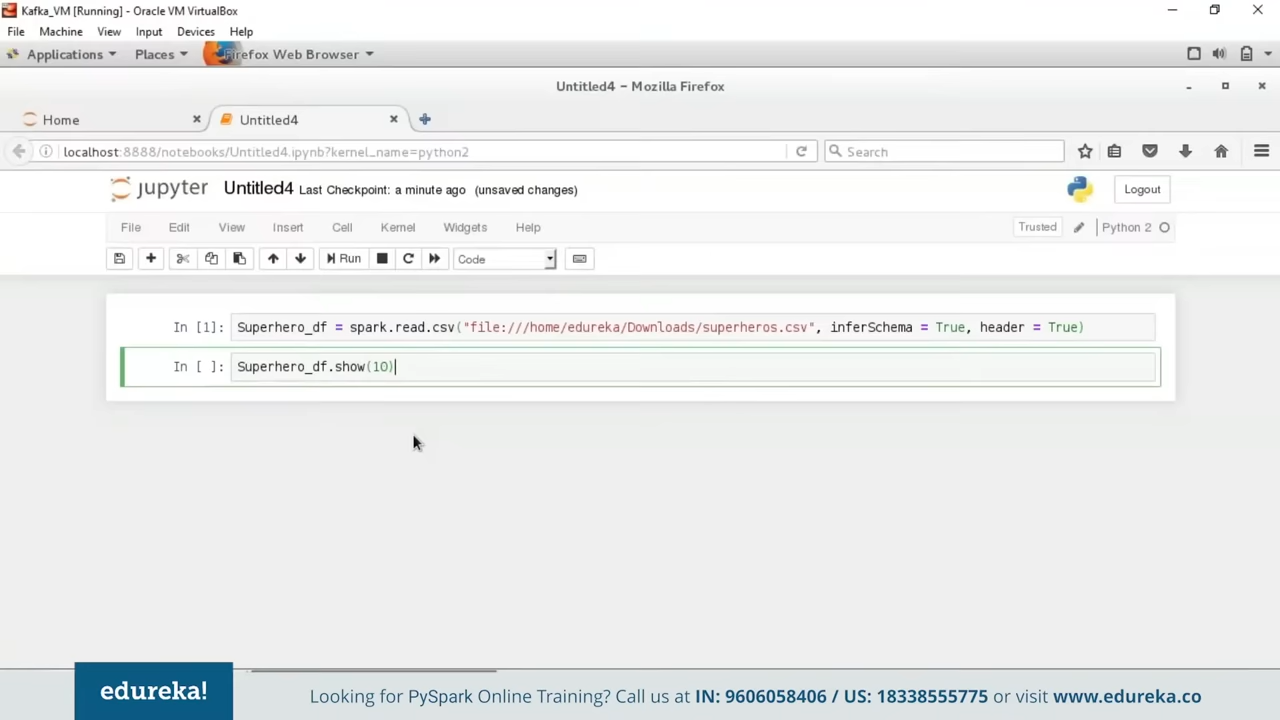 Kafka_VM [Running] - Oracle VM VirtualBox
File Machine View Input Devices Help
Applications Places Firefox Web Browser
Untitled4 - Mozilla Firefox
Home Untitled4
localhost:8888/notebooks/Untitled4.ipynb?kernel_name=python2 Search
jupyter Untitled4 Last Checkpoint: a minute ago (unsaved changes) Logout
File Edit View Insert Cell Kernel Widgets Help Trusted Python 2
Run Code
In [1]: Superhero_df = spark.read.csv("file:///home/edureka/Downloads/superheros.csv", inferSchema = True, header = True)
In [ ]: Superhero_df.show(10)
edureka! Looking for PySpark Online Training? Call us at IN: 9606058406 / US: 18338555775 or visit www.edureka.co